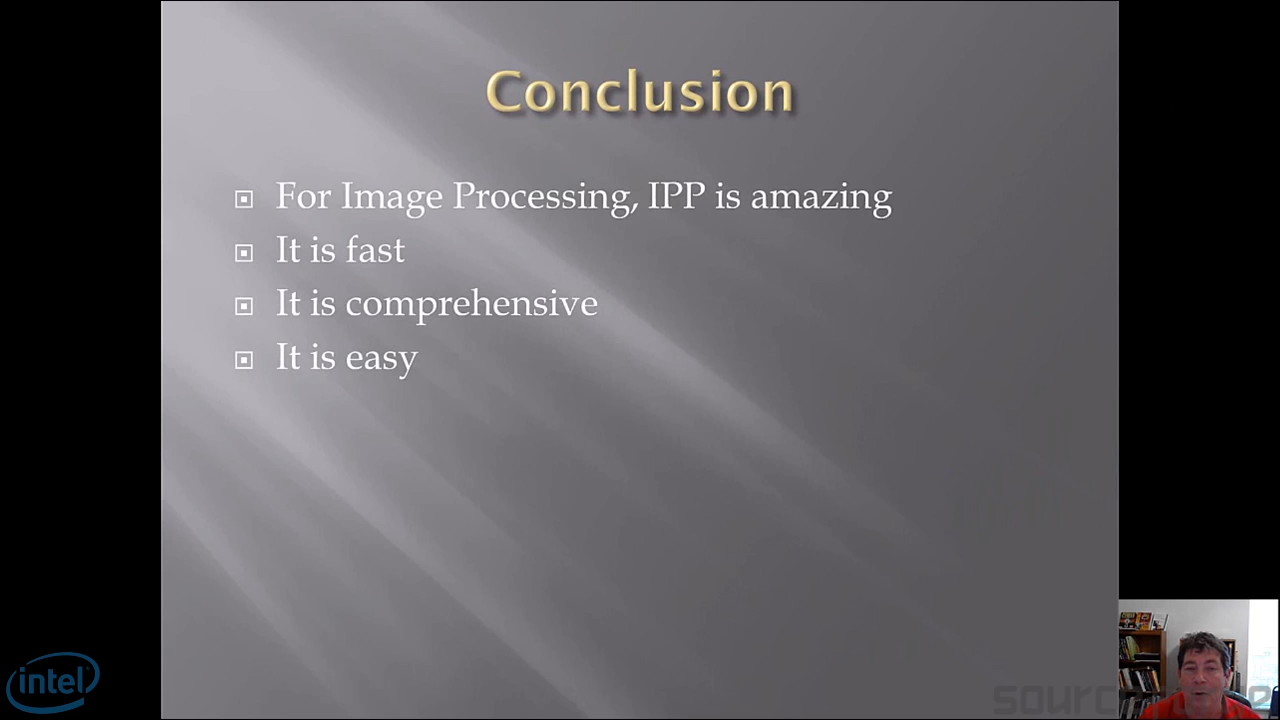 Conclusion
For Image Processing, IPP is amazing
It is fast
It is comprehensive
It is easy
intel